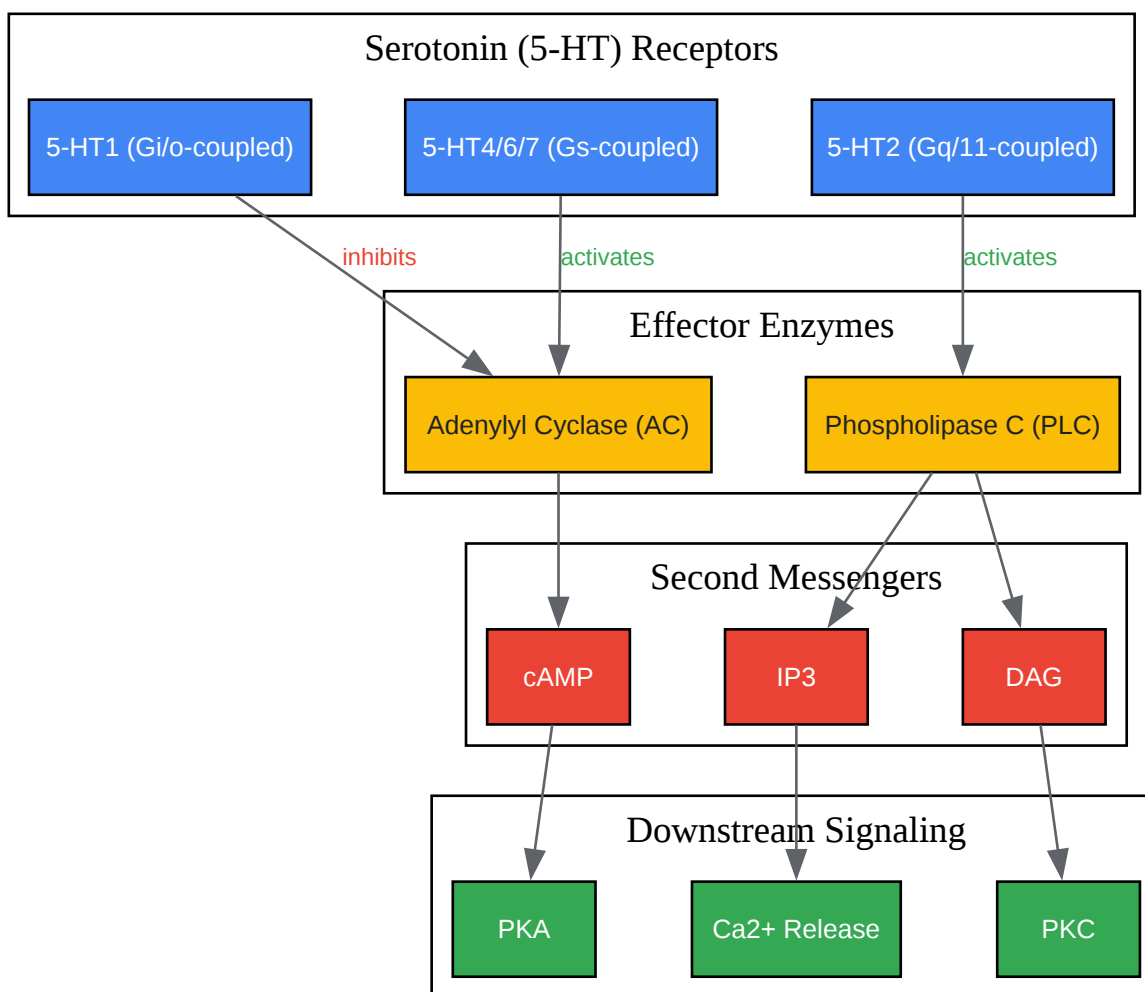 Serotonin (5-HT) Receptors
5-HT1 (Gi/o-coupled)
5-HT4/6/7 (Gs-coupled)
5-HT2 (Gq/11-coupled)
inhibits
activates
activates
Effector Enzymes
Adenylyl Cyclase (AC)
Phospholipase C (PLC)
Second Messengers
cAMP
IP3
DAG
Downstream Signaling
PKA
Ca2+ Release
PKC